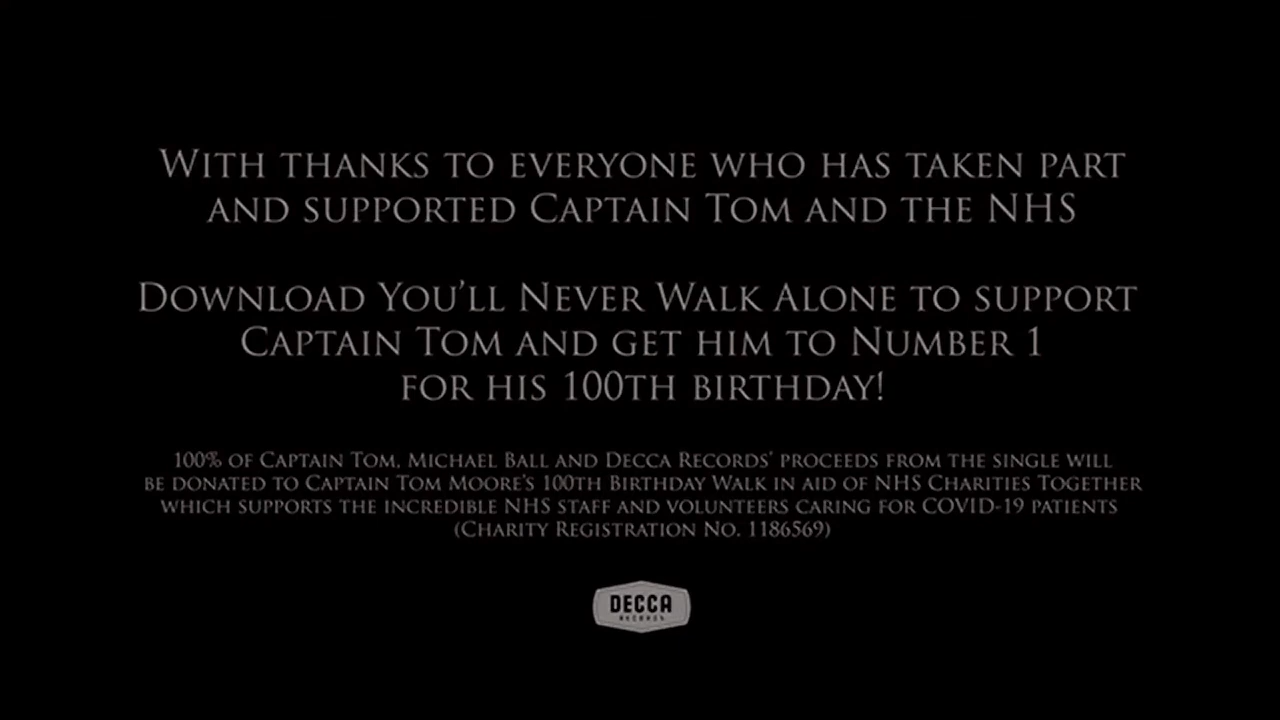 With thanks to everyone who has taken part
and supported Captain Tom and the NHS
Download You'll Never Walk Alone to support
Captain Tom and get him to Number 1
for his 100th birthday!
100% of Captain Tom, Michael Ball and Decca Records' proceeds from the single will
be donated to Captain Tom Moore's 100th Birthday Walk in aid of NHS Charities Together
which supports the incredible NHS staff and volunteers caring for COVID-19 patients
(Charity Registration No. 1186569)
DECCA
RECORDS